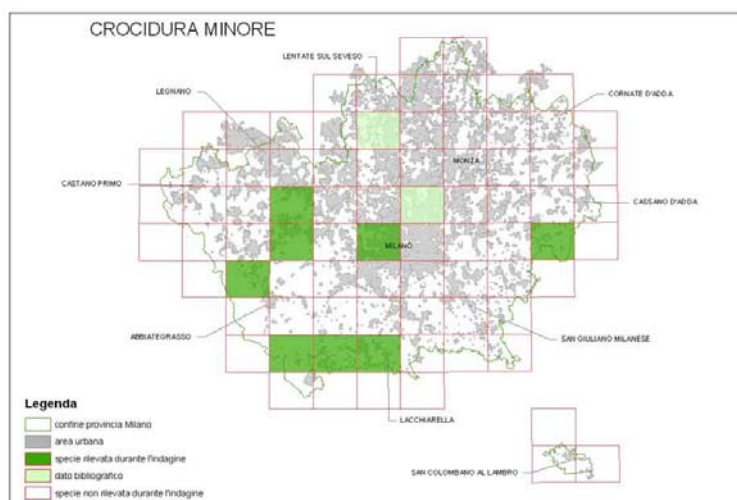 CROCIDURA MINORE
LENTATE SUL SEVESO
LEGNANO
CORNATE D'ADDA
MONZA
CASTANO PRIMO
CASSANO D'ADDA
MILANO
ABBIATEGRASSO
SAN GIULIANO MILANESE
LACCHIARELLA
SAN COLOMBANO AL LAMBRO
Legenda
confine provincia Milano
area urbana
specie rilevata durante l'indagine
dato bibliografico
specie non rilevata durante l'indagine